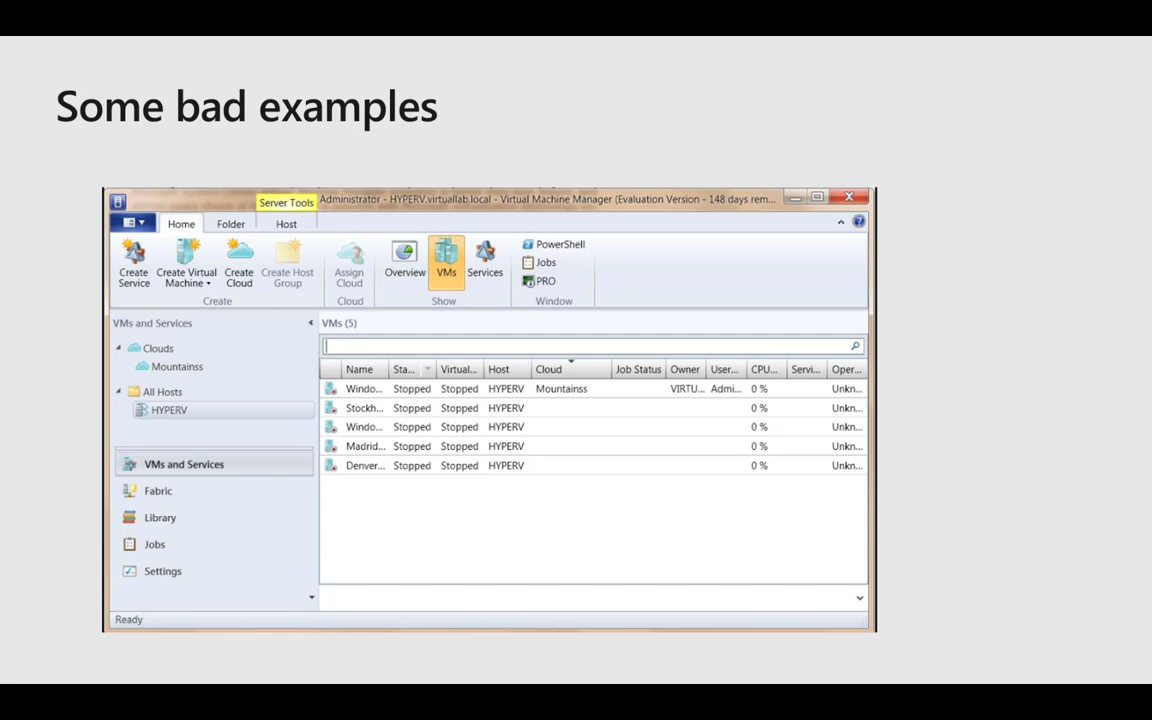 Some bad examples
Server Tools
Administrator - HYPERV.virtuallab.local - Virtual Machine Manager (Evaluation Version - 148 days rem...
Home Folder Host
Create Service
Create Virtual Machine
Create Cloud
Create Host Group
Assign Cloud
Overview
VMs
Services
PowerShell
Jobs
PRO
Create Cloud Show Window
VMs and Services
Clouds
Mountainss
All Hosts
HYPERV
VMs and Services
Fabric
Library
Jobs
Settings
VMs (5)
Name Sta... Virtual... Host Cloud Job Status Owner User... CPU... Servi... Oper...
Windo... Stopped Stopped HYPERV Mountainss VIRTU... Admi... 0 % Unkn...
Stockh... Stopped Stopped HYPERV 0 % Unkn...
Windo... Stopped Stopped HYPERV 0 % Unkn...
Madrid... Stopped Stopped HYPERV 0 % Unkn...
Denver... Stopped Stopped HYPERV 0 % Unkn...
Ready